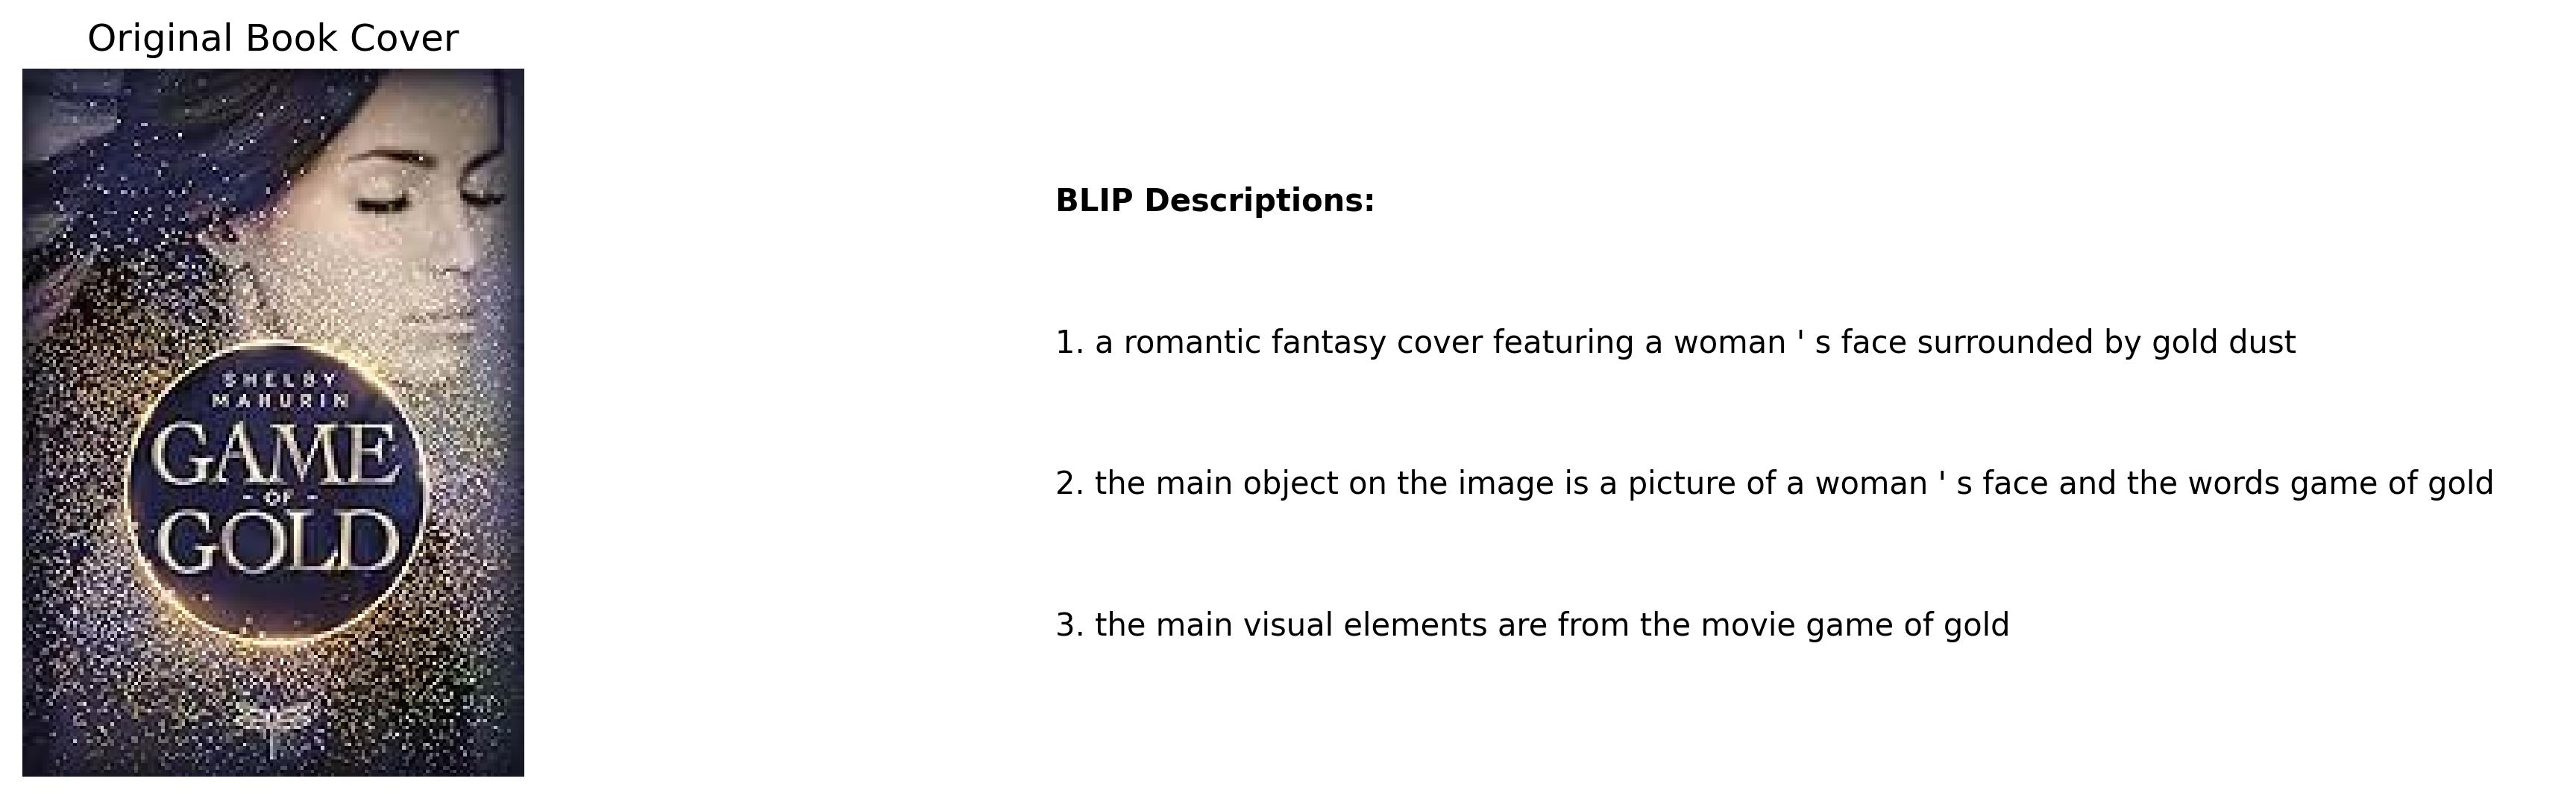 Original Book Cover
SHELBY
MAHURIN
GAME
- OF -
GOLD
BLIP Descriptions:
1. a romantic fantasy cover featuring a woman ' s face surrounded by gold dust
2. the main object on the image is a picture of a woman ' s face and the words game of gold
3. the main visual elements are from the movie game of gold